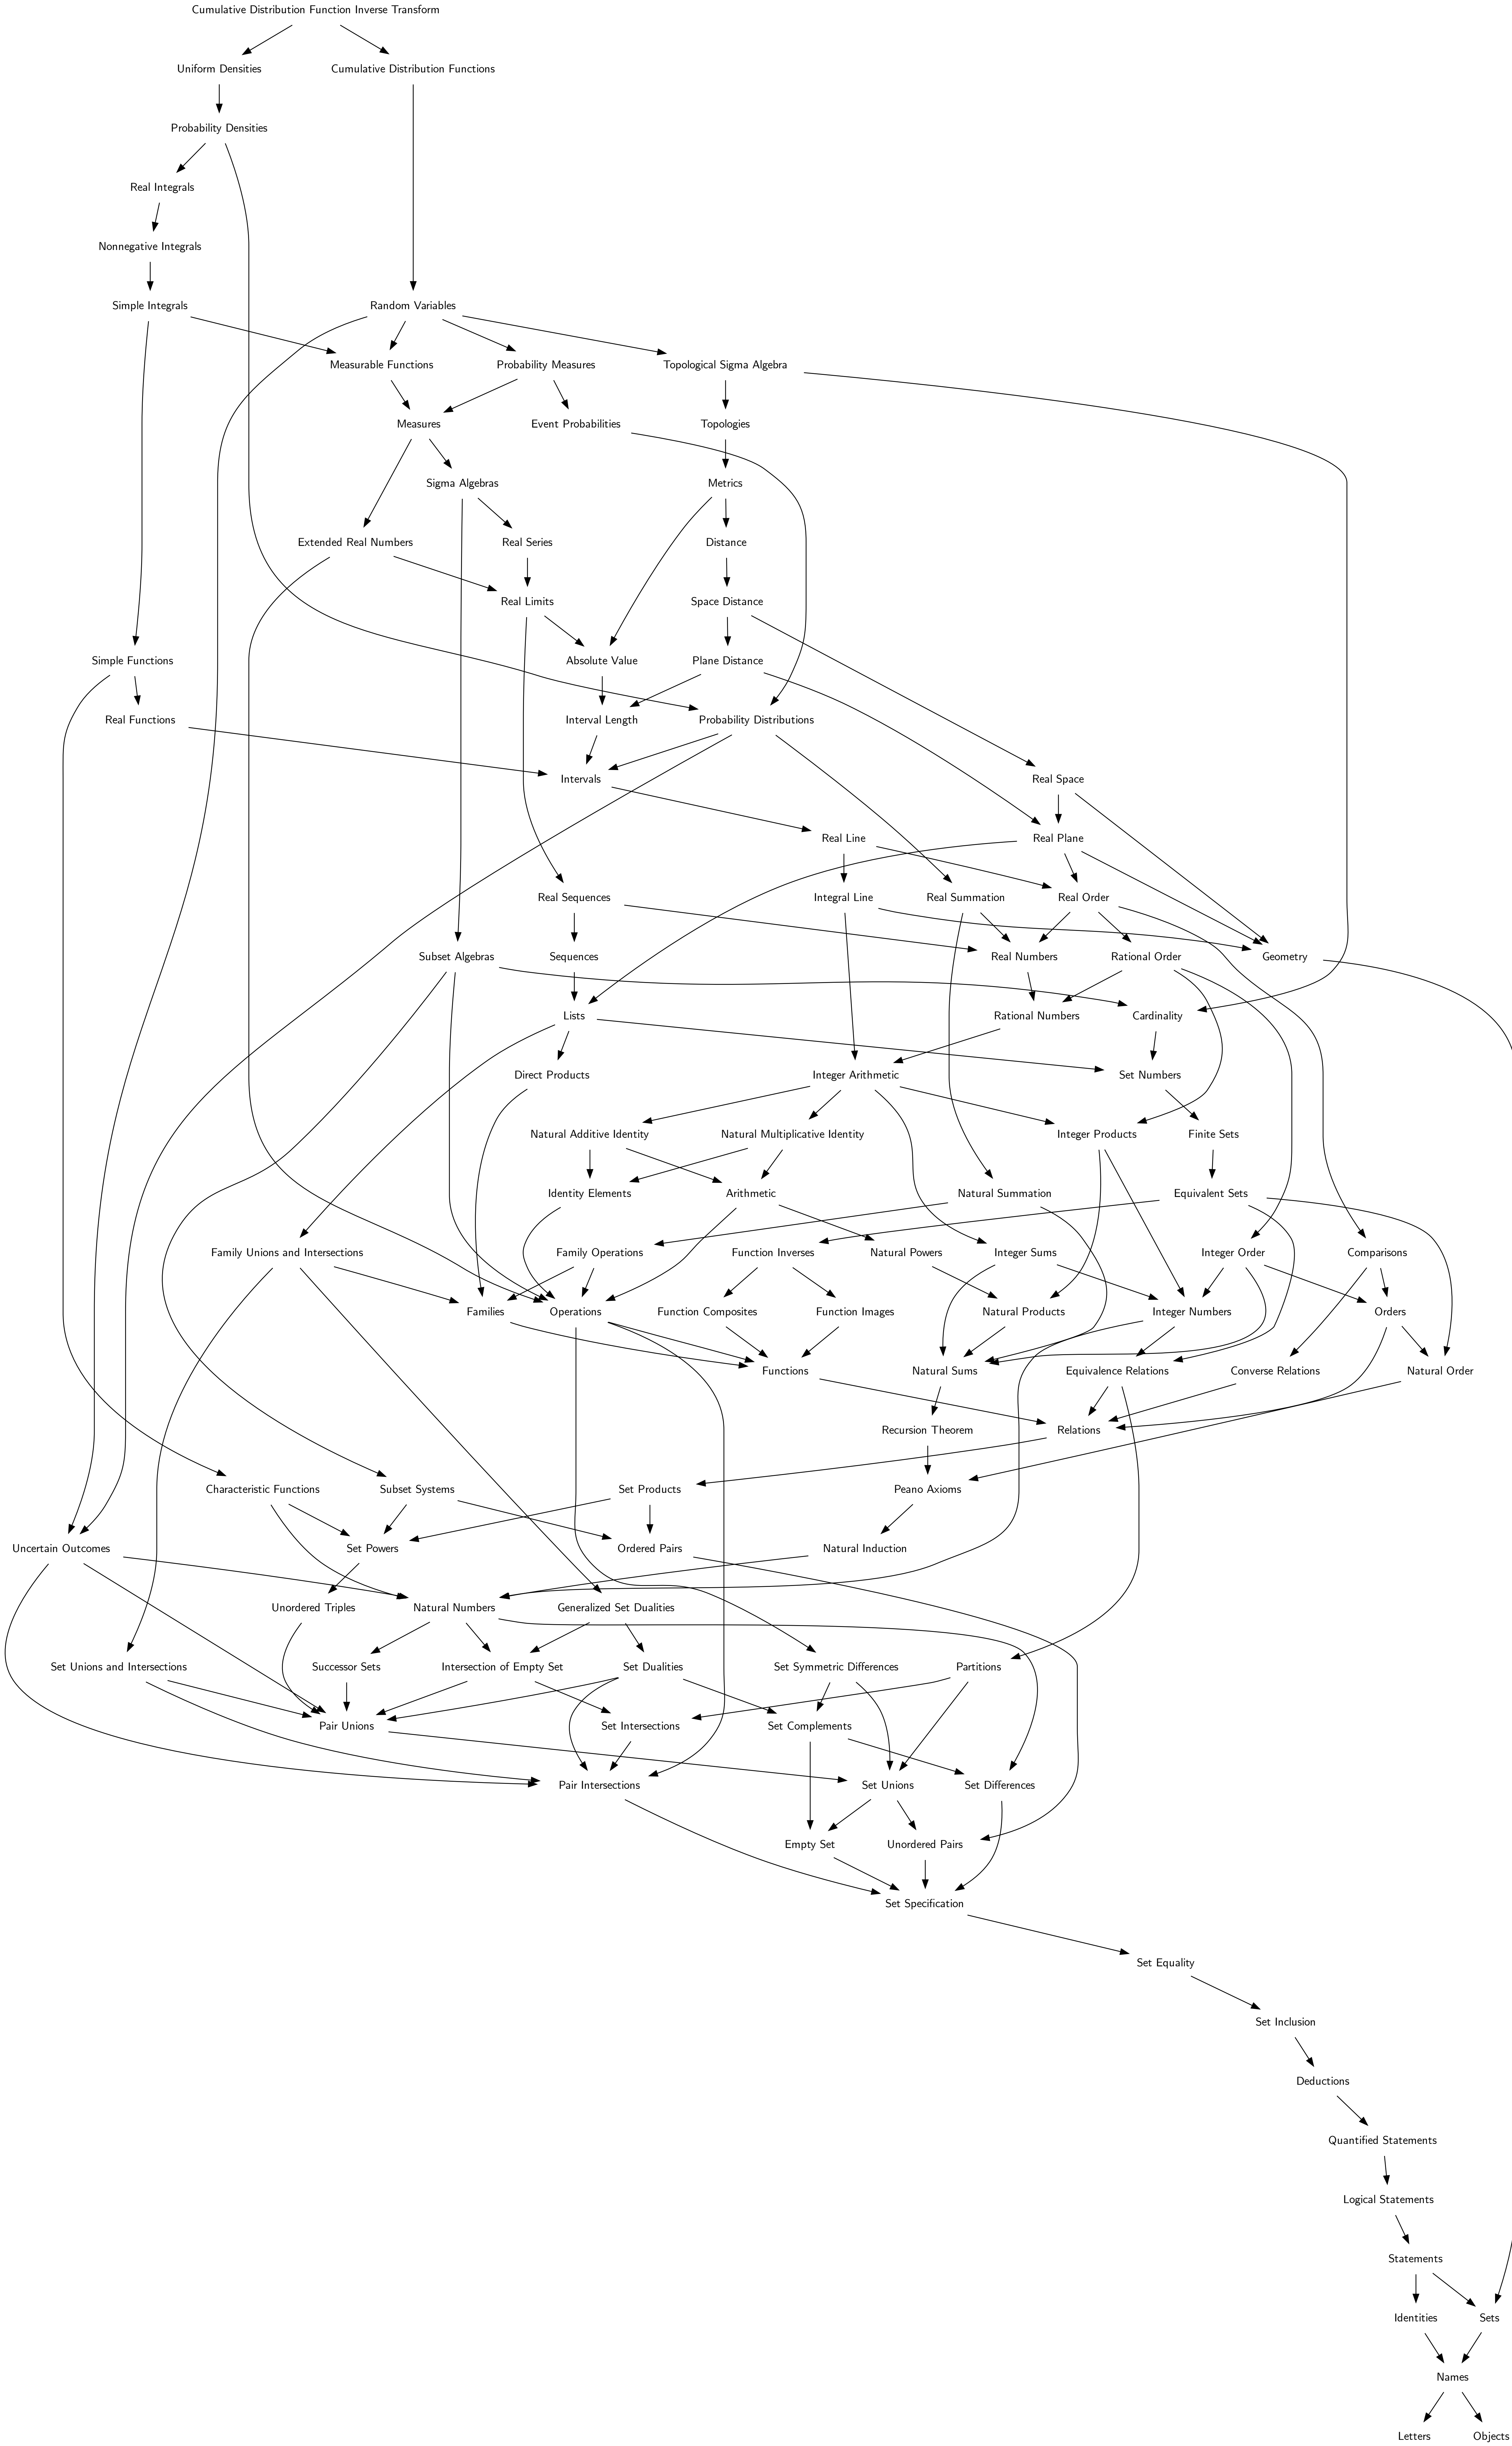 Cumulative Distribution Function Inverse Transform
Uniform Densities
Cumulative Distribution Functions
Probability Densities
Real Integrals
Nonnegative Integrals
Simple Integrals
Random Variables
Measurable Functions
Probability Measures
Topological Sigma Algebra
Measures
Event Probabilities
Topologies
Sigma Algebras
Metrics
Extended Real Numbers
Real Series
Distance
Real Limits
Space Distance
Simple Functions
Absolute Value
Plane Distance
Real Functions
Interval Length
Probability Distributions
Intervals
Real Space
Real Line
Real Plane
Real Sequences
Integral Line
Real Summation
Real Order
Subset Algebras
Sequences
Real Numbers
Rational Order
Geometry
Lists
Rational Numbers
Cardinality
Direct Products
Integer Arithmetic
Set Numbers
Natural Additive Identity
Natural Multiplicative Identity
Integer Products
Finite Sets
Identity Elements
Arithmetic
Natural Summation
Equivalent Sets
Family Unions and Intersections
Family Operations
Function Inverses
Natural Powers
Integer Sums
Integer Order
Comparisons
Families
Operations
Function Composites
Function Images
Natural Products
Integer Numbers
Orders
Functions
Natural Sums
Equivalence Relations
Converse Relations
Natural Order
Recursion Theorem
Relations
Characteristic Functions
Subset Systems
Set Products
Peano Axioms
Uncertain Outcomes
Set Powers
Ordered Pairs
Natural Induction
Unordered Triples
Natural Numbers
Generalized Set Dualities
Set Unions and Intersections
Successor Sets
Intersection of Empty Set
Set Dualities
Set Symmetric Differences
Partitions
Pair Unions
Set Intersections
Set Complements
Pair Intersections
Set Unions
Set Differences
Empty Set
Unordered Pairs
Set Specification
Set Equality
Set Inclusion
Deductions
Quantified Statements
Logical Statements
Statements
Identities
Sets
Names
Letters
Objects